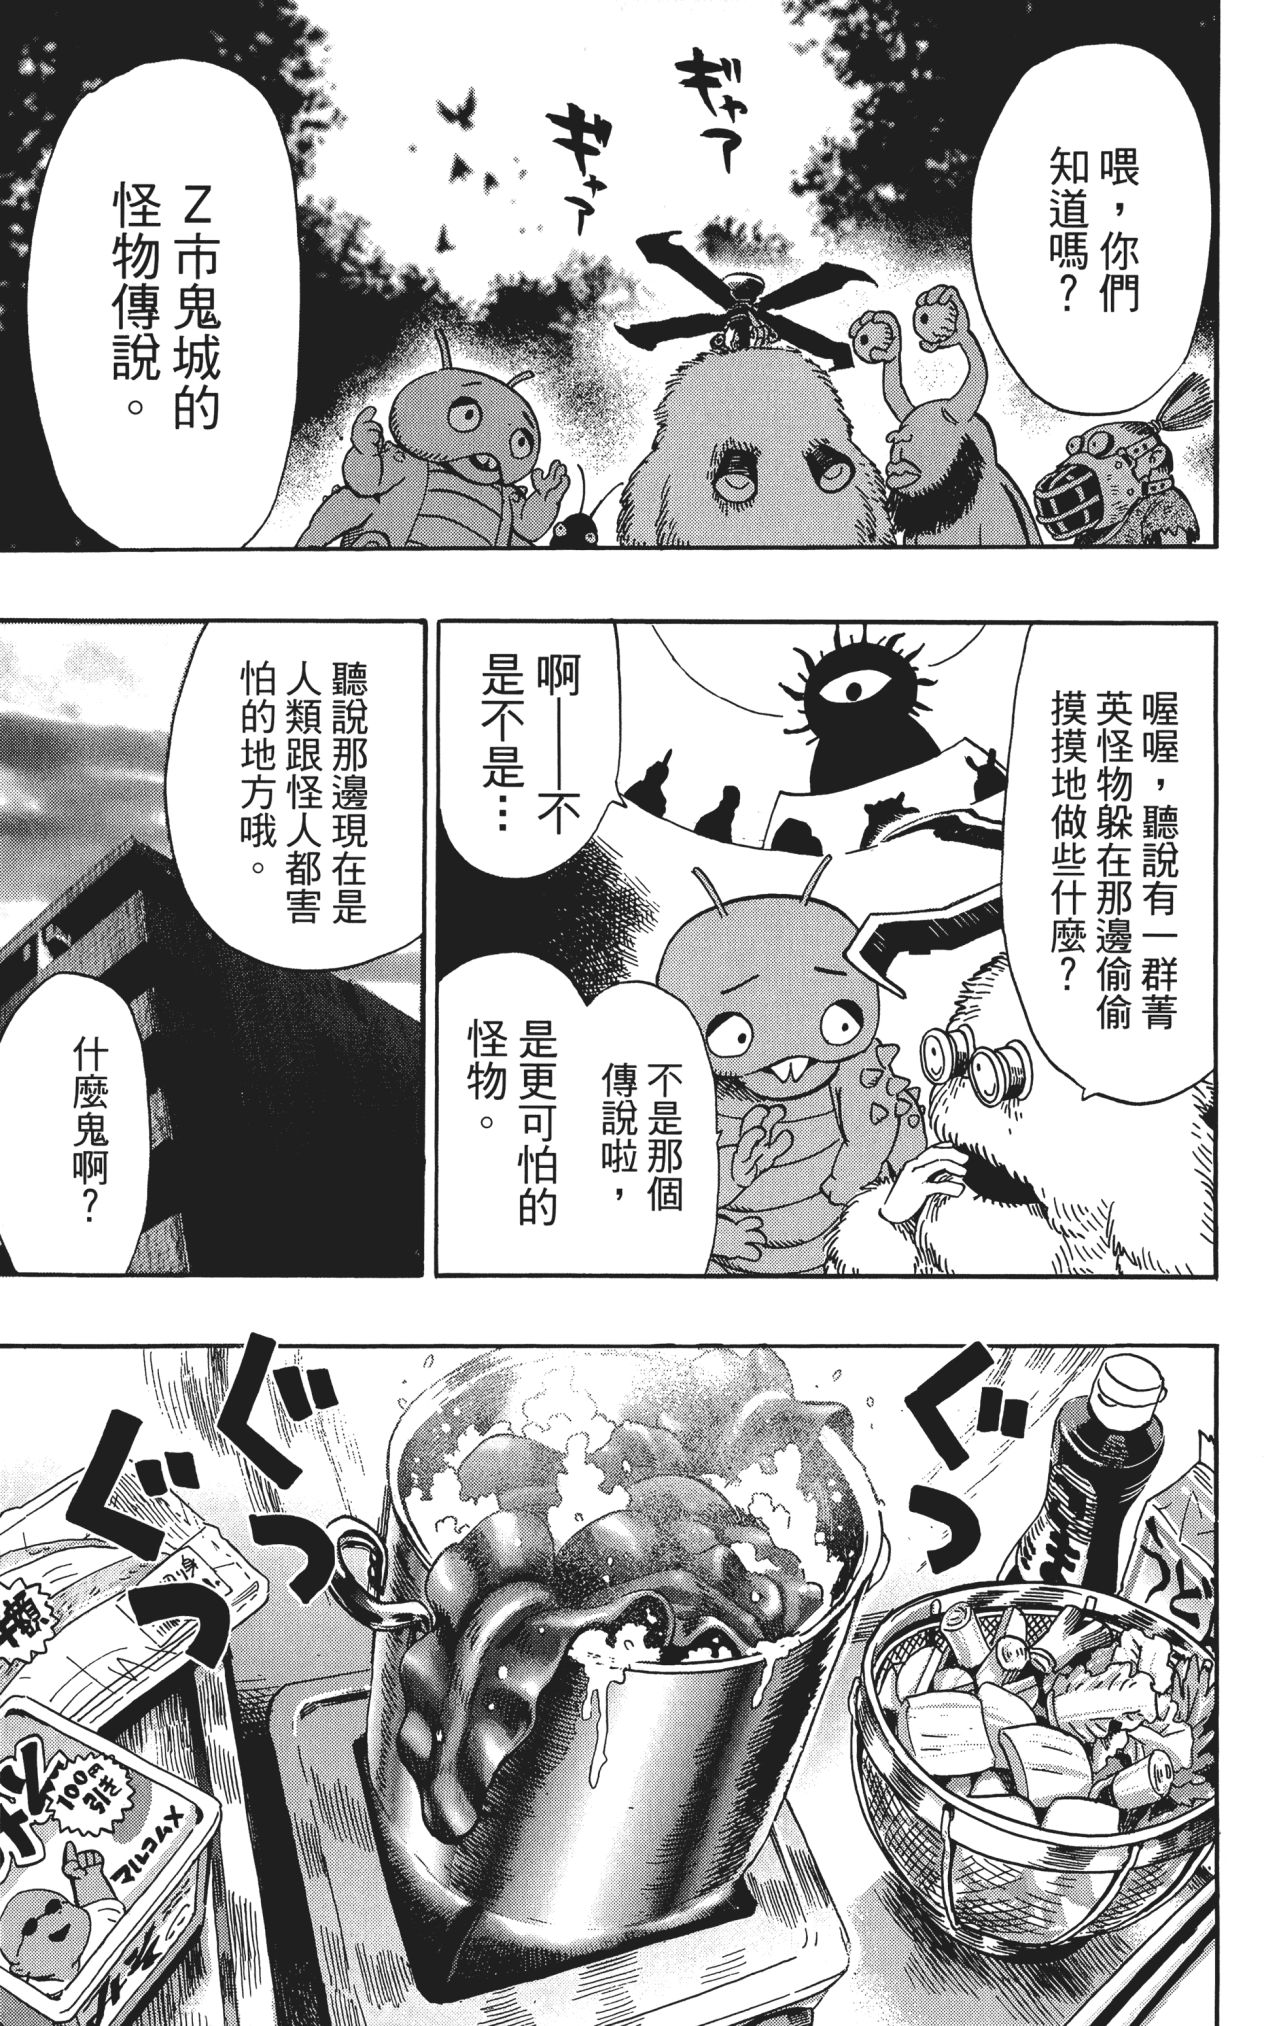 喂，你們
知道嗎？
ギャァ
ギャァ
Z市鬼城的
怪物傳說。
喔喔，聽說有一群菁
英怪物躲在那邊偷偷
摸摸地做些什麼？
啊——不
是不是…
不是那個
傳說啦，
是更可怕的
怪物。
聽說那邊現在是
人類跟怪人都害
怕的地方哦。
什麼鬼啊？
ぐつ
ぐつ
ぐつ
半額
100円
引き
マルコムX